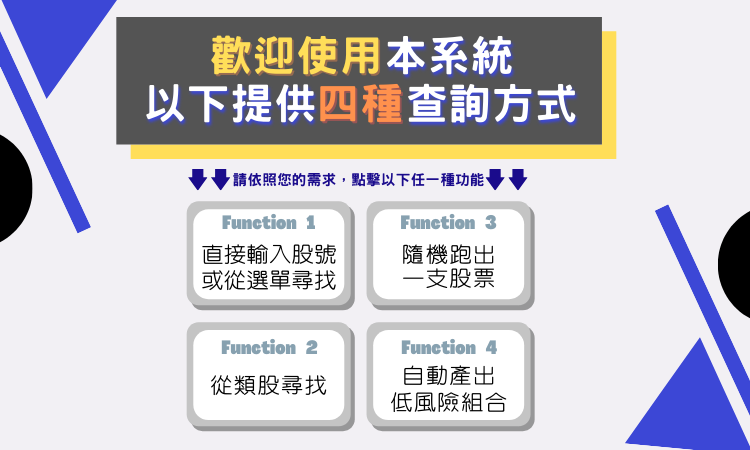 歡迎使用本系統
以下提供四種查詢方式
請依照您的需求，點擊以下任一種功能
Function 1
直接輸入股號
或從選單尋找
Function 3
隨機跑出
一支股票
Function 2
從類股尋找
Function 4
自動產出
低風險組合